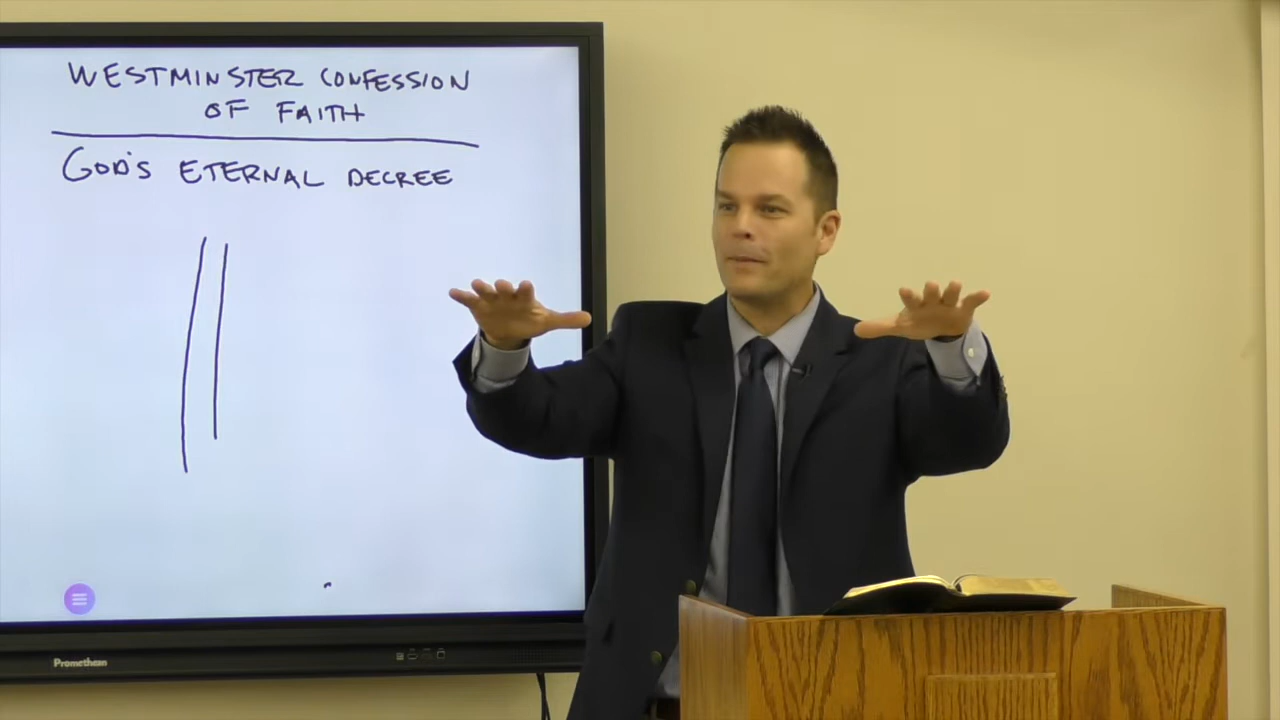 WESTMINSTER CONFESSION
OF FAITH
GOD'S ETERNAL DECREE
Promethean